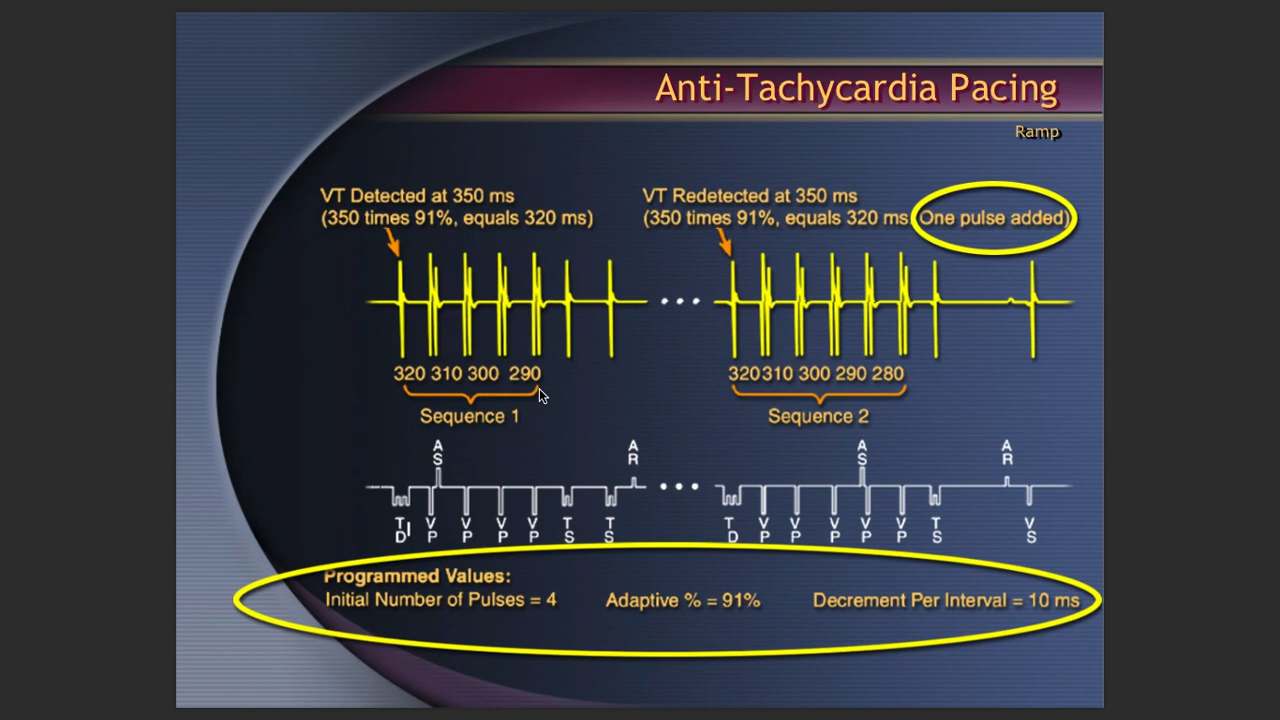 Anti-Tachycardia Pacing
Ramp
VT Detected at 350 ms
(350 times 91%, equals 320 ms)
VT Redetected at 350 ms
(350 times 91%, equals 320 ms One pulse added)
320 310 300 290
Sequence 1
320 310 300 290 280
Sequence 2
A S
A R
A S
A R
T D
V P
V P
V P
V P
T S
T S
T D
V P
V P
V P
V P
V P
T S
V S
Programmed Values:
Initial Number of Pulses = 4
Adaptive % = 91%
Decrement Per Interval = 10 ms